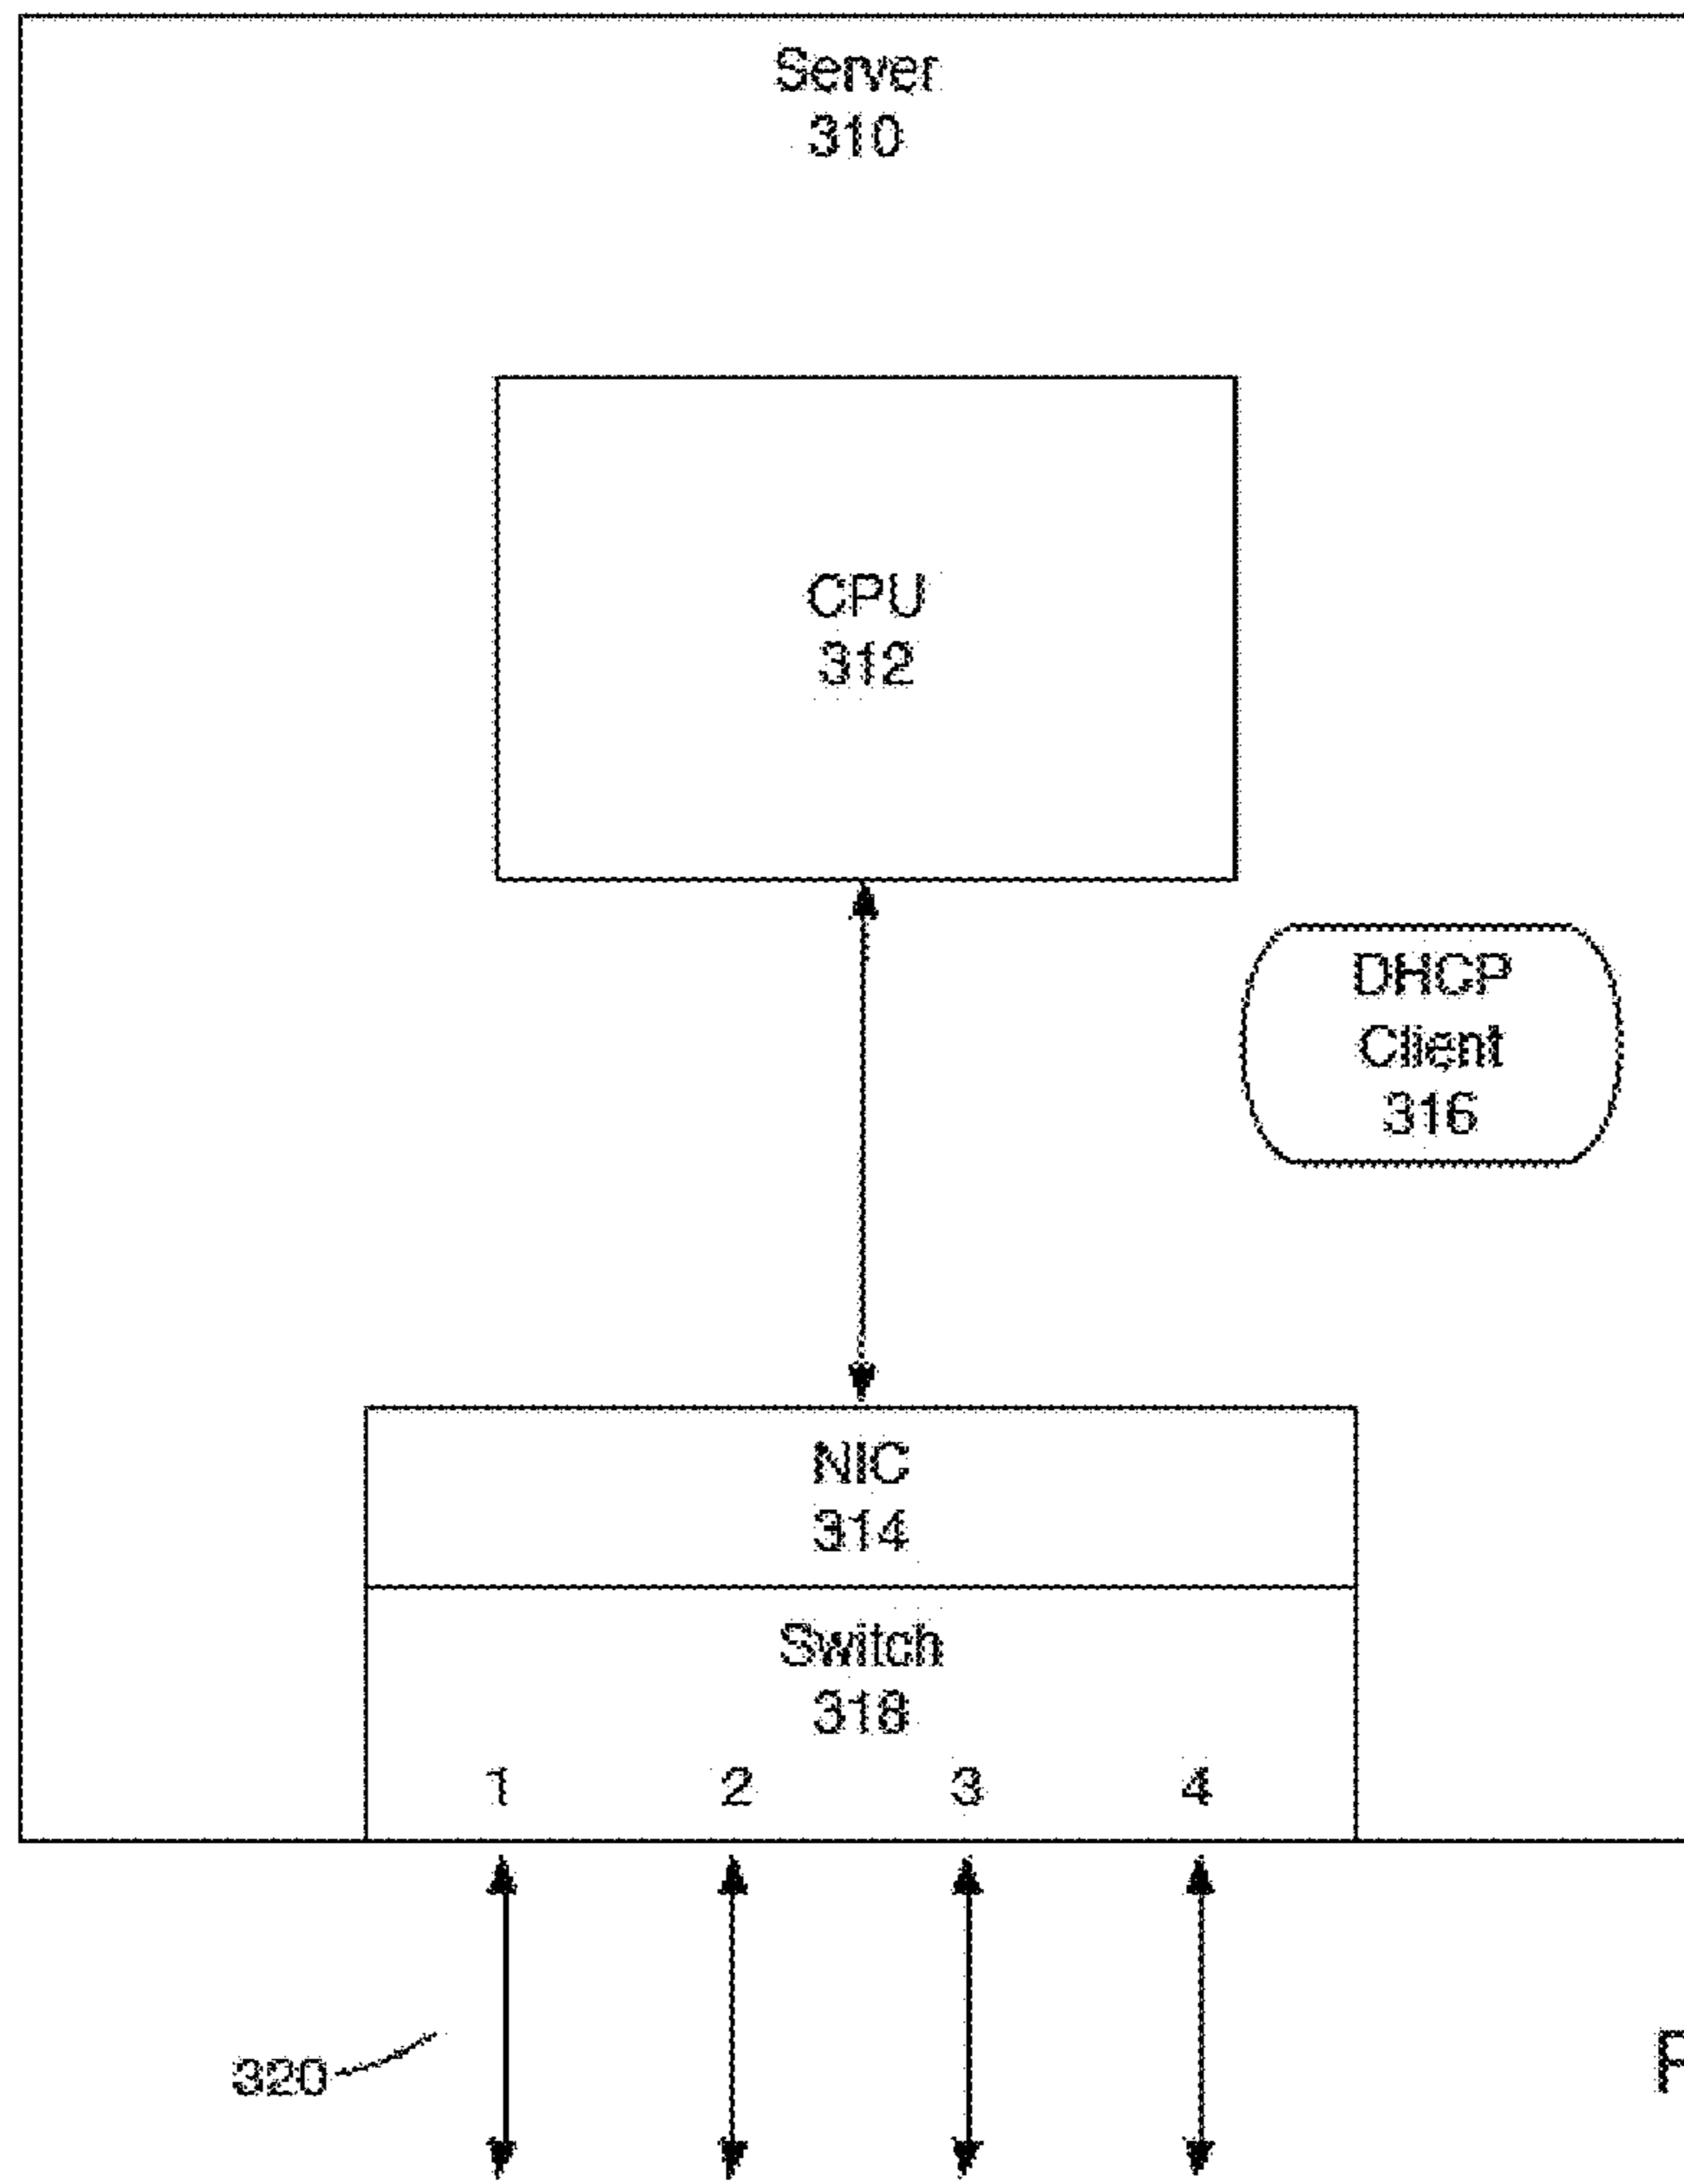 Server
310
CPU
312
DHCP
Client
316
NIC
314
Switch
318
1 2 3 4
320
F